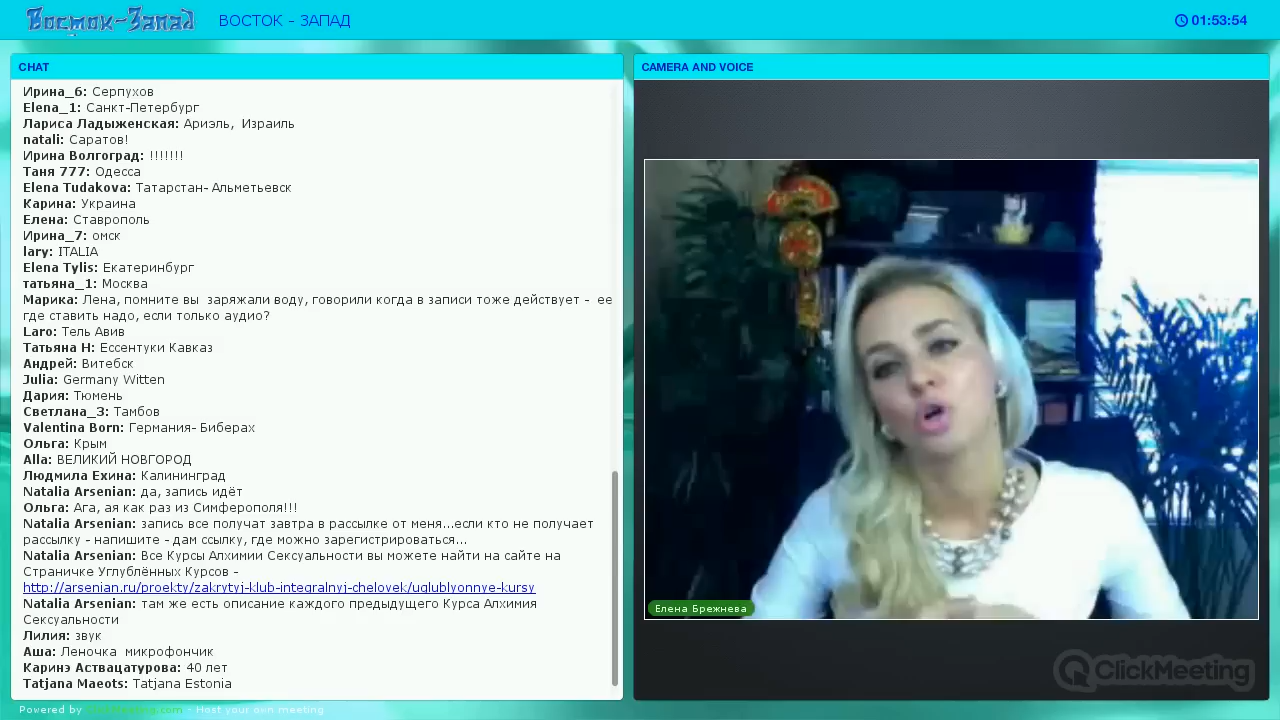 Восток-Запад
ВОСТОК - ЗАПАД
01:53:54
CHAT
Ирина_6: Серпухов
Elena_1: Санкт-Петербург
Лариса Ладыженская: Ариэль, Израиль
natali: Саратов!
Ирина Волгоград: !!!!!!!
Таня 777: Одесса
Elena Tudakova: Татарстан- Альметьевск
Карина: Украина
Елена: Ставрополь
Ирина_7: омск
lary: ITALIA
Elena Tylis: Екатеринбург
татьяна_1: Москва
Марика: Лена, помните вы заряжали воду, говорили когда в записи тоже действует - ее
где ставить надо, если только аудио?
Laro: Тель Авив
Татьяна Н: Ессентуки Кавказ
Андрей: Витебск
Julia: Germany Witten
Дария: Тюмень
Светлана_3: Тамбов
Valentina Born: Германия- Биберах
Ольга: Крым
Alla: ВЕЛИКИЙ НОВГОРОД
Людмила Ехина: Калининград
Natalia Arsenian: да, запись идёт
Ольга: Ага, ая как раз из Симферополя!!!
Natalia Arsenian: запись все получат завтра в рассылке от меня...если кто не получает
рассылку - напишите - дам ссылку, где можно зарегистрироваться...
Natalia Arsenian: Все Курсы Алхимии Сексуальности вы можете найти на сайте на
Страничке Углублённых Курсов -
http://arsenian.ru/proekty/zakrytyj-klub-integralnyj-chelovek/uglublyonnye-kursy
Natalia Arsenian: там же есть описание каждого предыдущего Курса Алхимия
Сексуальности
Лилия: звук
Аша: Леночка микрофончик
Каринэ Аствацатурова: 40 лет
Tatjana Maeots: Tatjana Estonia
CAMERA AND VOICE
Елена Брежнева
ClickMeeting
Powered by ClickMeeting.com - Host your own meeting